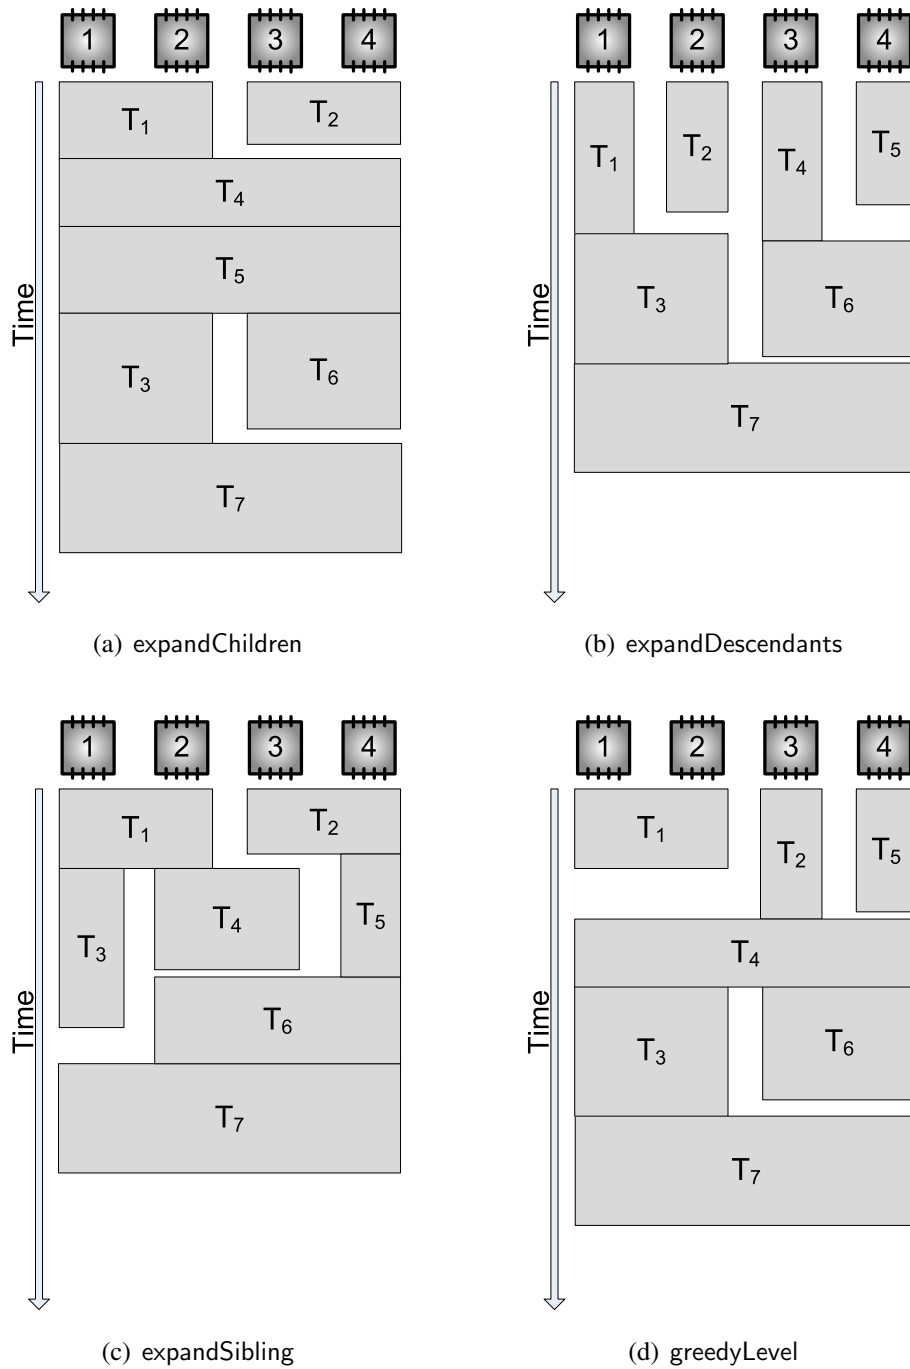 1 2 3 4
T1 T2
T4
T5
T3 T6
T7
Time
(a) expandChildren
1 2 3 4
T1 T2 T4 T5
T3 T6
T7
Time
(b) expandDescendants
1 2 3 4
T1 T2
T3 T4 T5
T6
T7
Time
(c) expandSibling
1 2 3 4
T1 T2 T5
T4
T3 T6
T7
Time
(d) greedyLevel